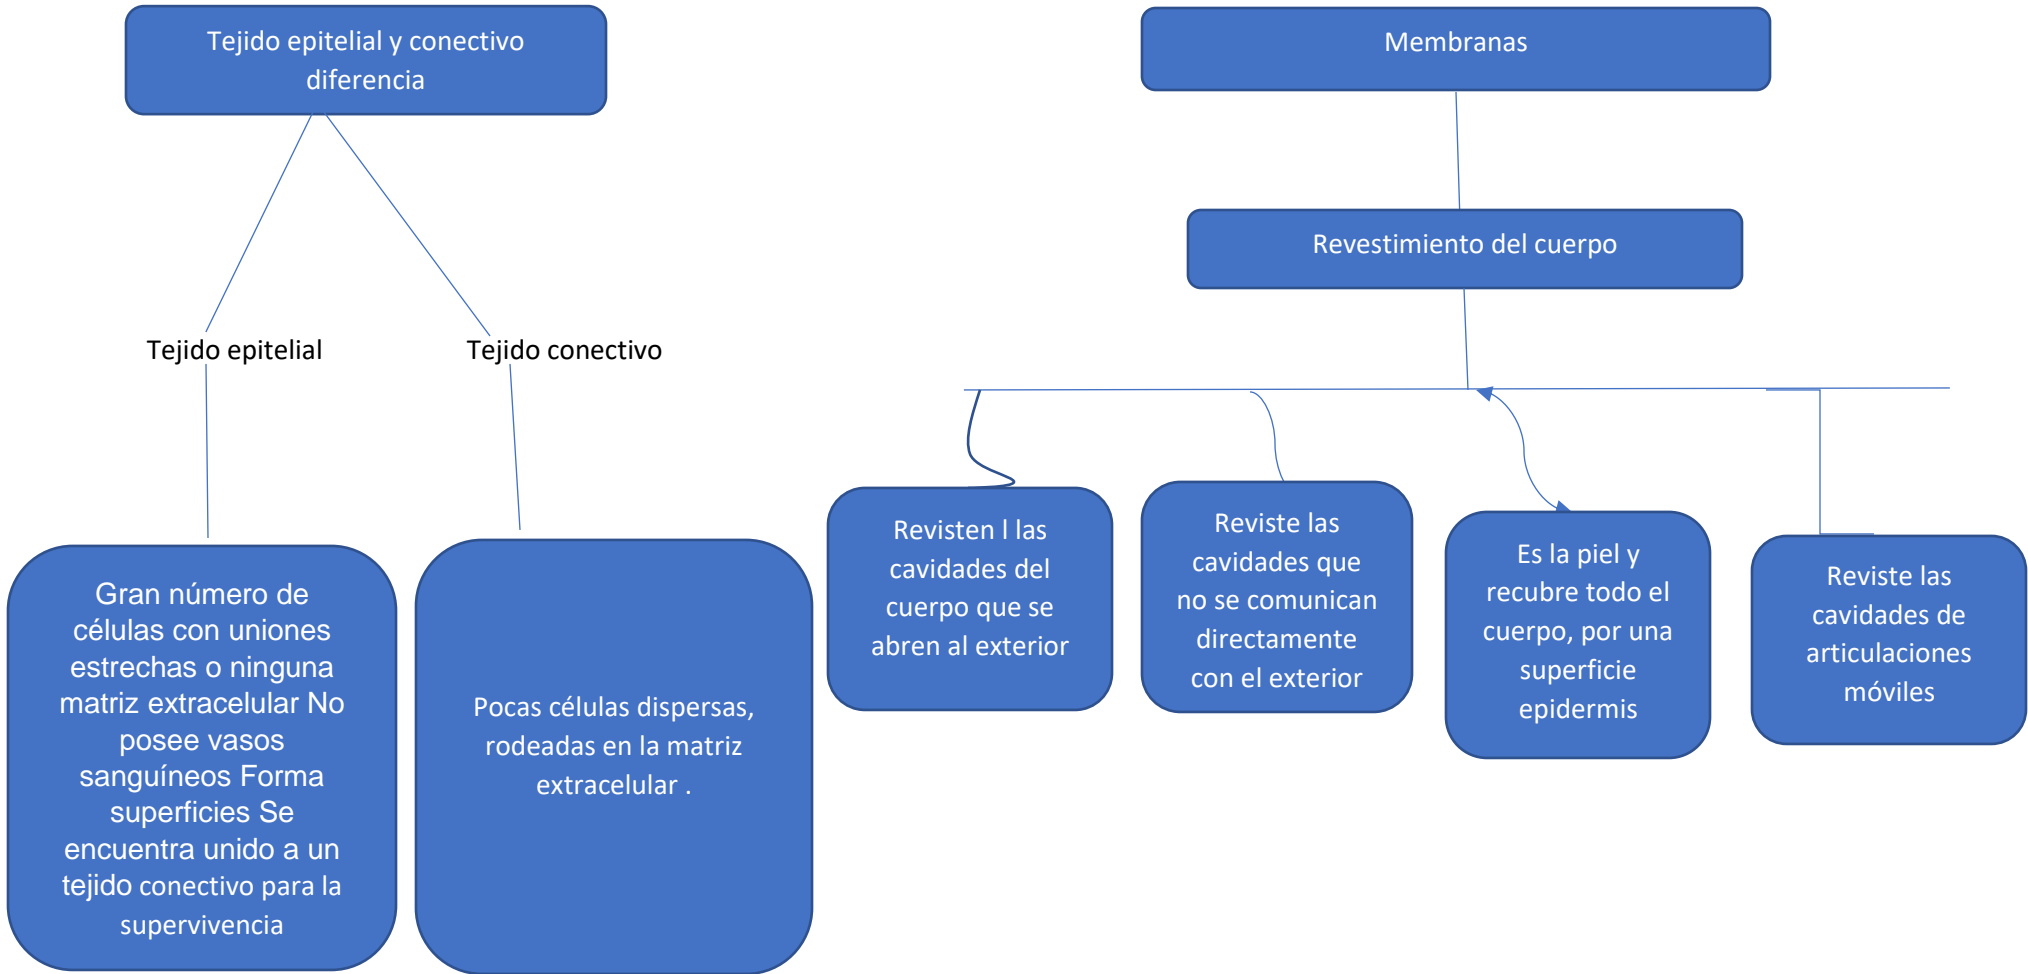 Tejido epitelial y conectivo
diferencia
Tejido epitelial
Tejido conectivo
Gran número de
células con uniones
estrechas o ninguna
matriz extracelular No
posee vasos
sanguíneos Forma
superficies Se
encuentra unido a un
tejido conectivo para la
supervivencia
Pocas células dispersas,
rodeadas en la matriz
extracelular .
Membranas
Revestimiento del cuerpo
Revisten l las
cavidades del
cuerpo que se
abren al exterior
Reviste las
cavidades que
no se comunican
directamente
con el exterior
Es la piel y
recubre todo el
cuerpo, por una
superficie
epidermis
Reviste las
cavidades de
articulaciones
móviles